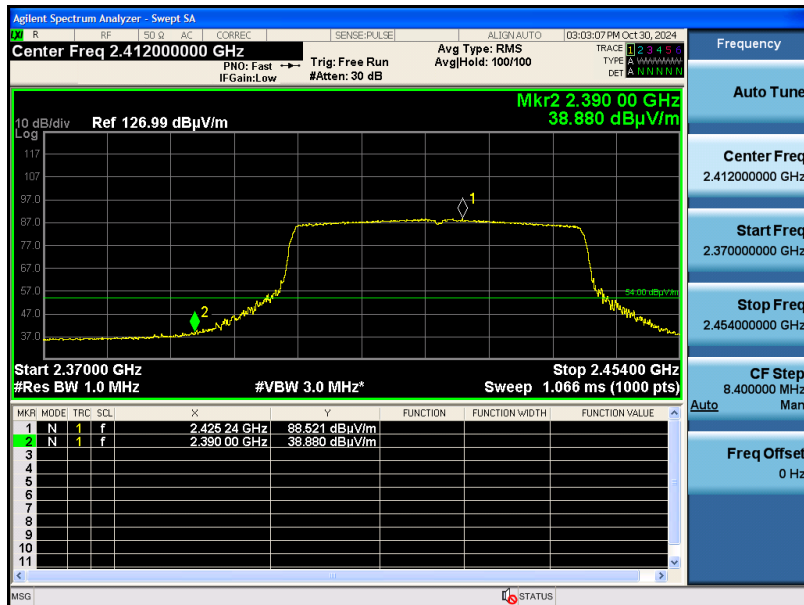 Agilent Spectrum Analyzer - Swept SA
LXI R RF 50 Ω AC CORREC SENSE:PULSE ALIGN AUTO 03:03:07 PM Oct 30, 2024
Center Freq 2.412000000 GHz
PNO: Fast
IFGain:Low
Trig: Free Run
#Atten: 30 dB
Avg Type: RMS
Avg|Hold: 100/100
TRACE 1 2 3 4 5 6
TYPE A WWWWW
DET A N N N N N
Mkr2 2.390 00 GHz
38.880 dBµV/m
10 dB/div Ref 126.99 dBµV/m
Log
117
107
97.0
87.0
77.0
67.0
57.0
47.0
37.0
1
2
54.00 dBµV/m
Start 2.37000 GHz Stop 2.45400 GHz
#Res BW 1.0 MHz #VBW 3.0 MHz* Sweep 1.066 ms (1000 pts)
MKR MODE TRC SCL X Y FUNCTION FUNCTION WIDTH FUNCTION VALUE
1 N 1 f 2.425 24 GHz 88.521 dBµV/m
2 N 1 f 2.390 00 GHz 38.880 dBµV/m
3
4
5
6
7
8
9
10
11
MSG STATUS
Frequency
Auto Tune
Center Freq
2.412000000 GHz
Start Freq
2.370000000 GHz
Stop Freq
2.454000000 GHz
CF Step
8.400000 MHz
Auto Man
Freq Offset
0 Hz